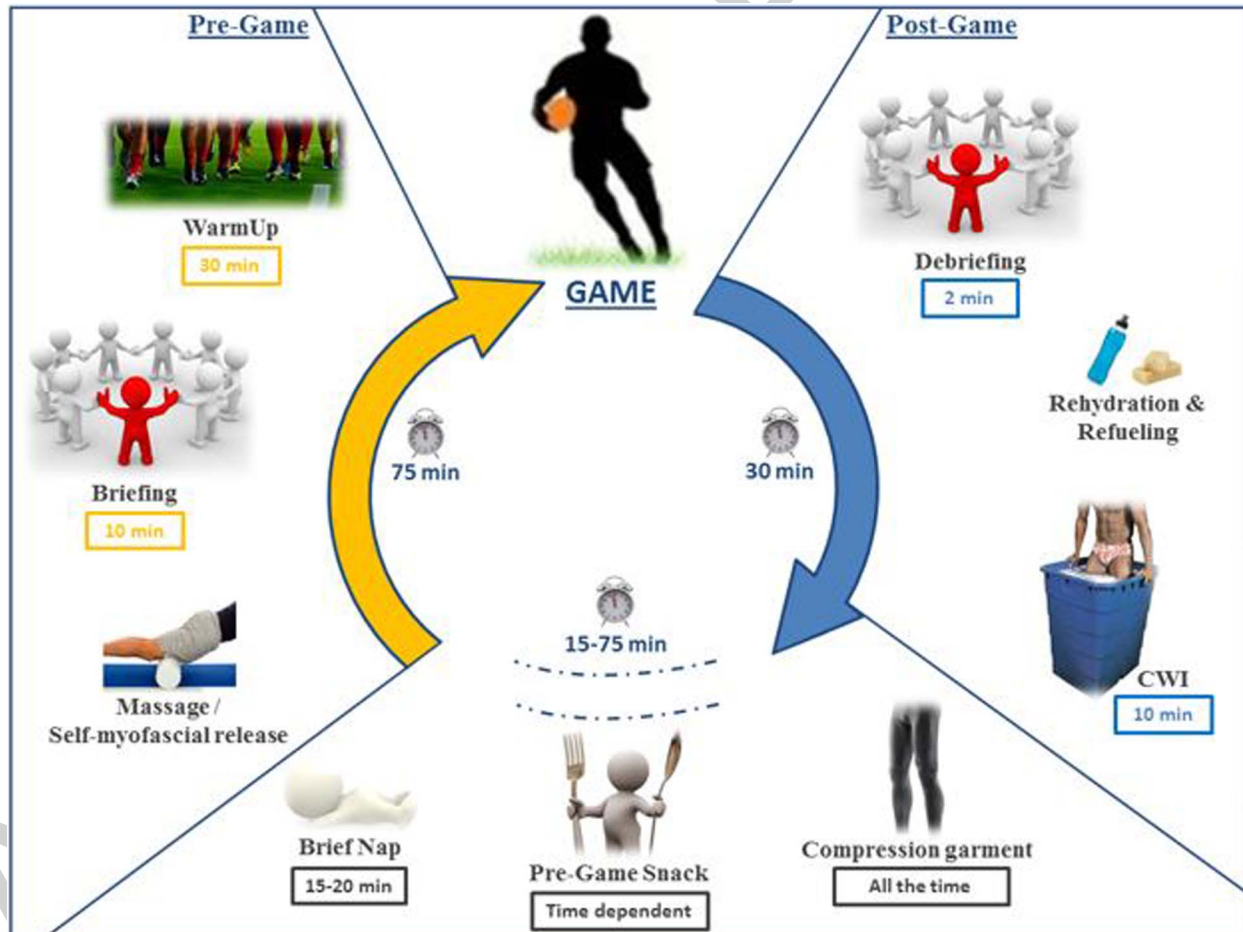 Pre-Game
Post-Game
WarmUp
30 min
Briefing
10 min
Massage /
Self-myofascial release
75 min
GAME
30 min
15-75 min
Debriefing
2 min
Rehydration &
Refueling
CWI
10 min
Brief Nap
15-20 min
Pre-Game Snack
Time dependent
Compression garment
All the time